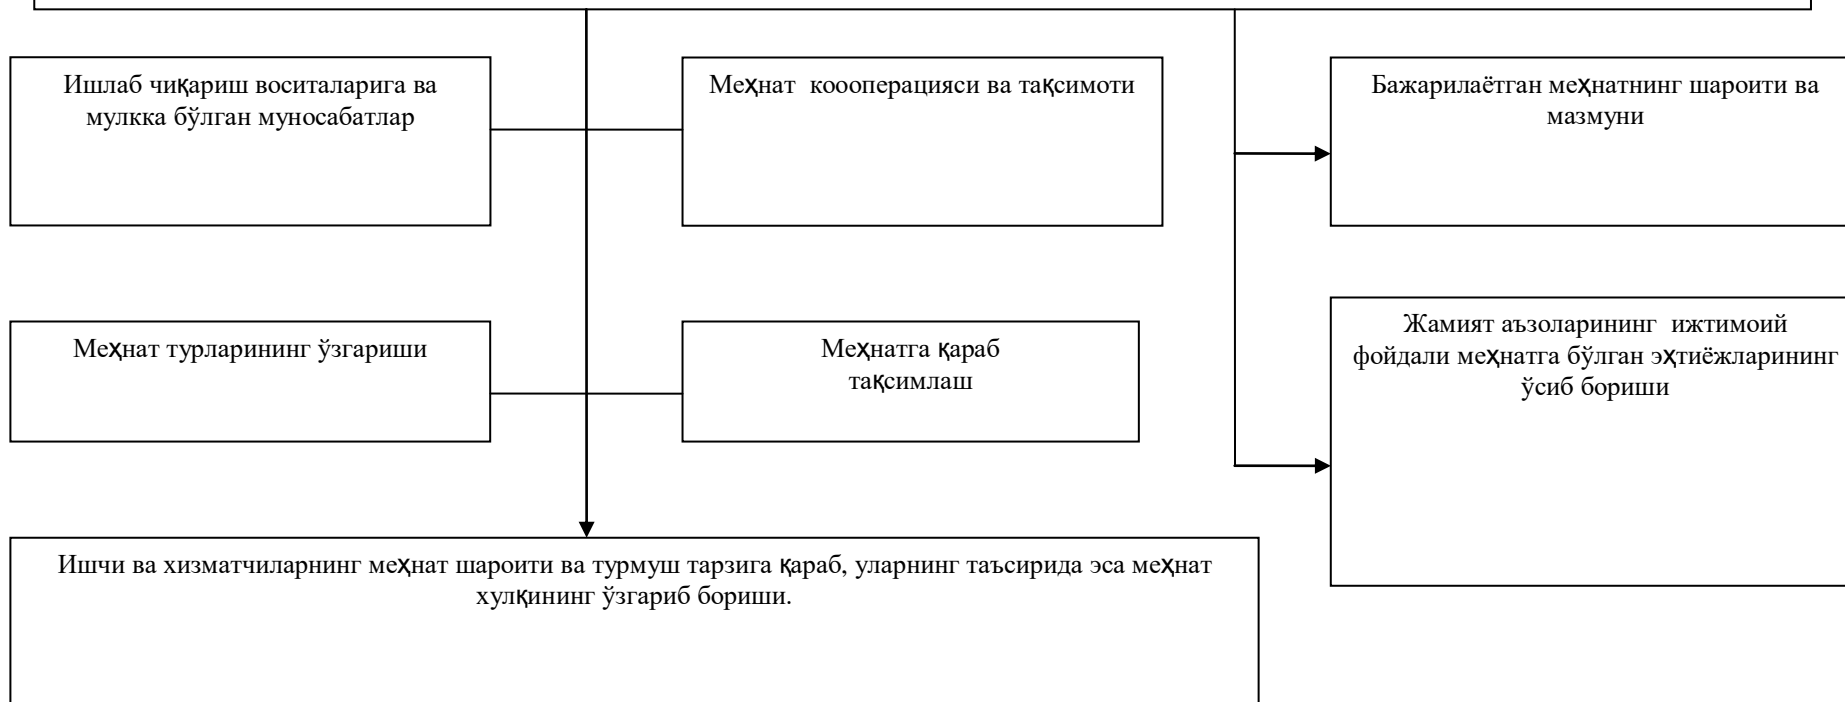 Ишлаб чиқариш воситаларига ва
мулкка бўлган муносабатлар
Меҳнат коооперацияси ва тақсимоти
Бажарилаётган меҳнатнинг шароити ва
мазмуни
Меҳнат турларининг ўзгариши
Меҳнатга қараб
тақсимлаш
Жамият аъзоларининг ижтимоий
фойдали меҳнатга бўлган эҳтиёжларининг
ўсиб бориши
Ишчи ва хизматчиларнинг меҳнат шароити ва турмуш тарзига қараб, уларнинг таъсирида эса меҳнат
хулқининг ўзгариб бориши.